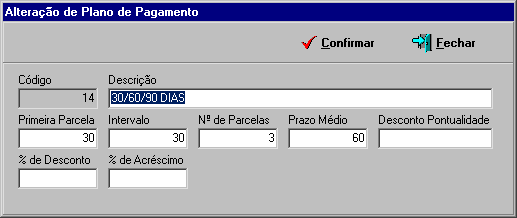 Alteração de Plano de Pagamento
Confirmar Fechar
Código Descrição
14 30/60/90 DIAS
Primeira Parcela Intervalo Nº de Parcelas Prazo Médio Desconto Pontualidade
30 30 3 60
% de Desconto % de Acréscimo